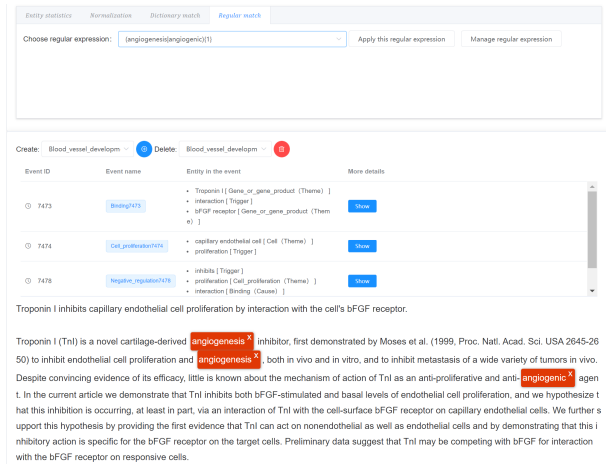 Entity statistics Normalization Dictionary match Regular match
Choose regular expression: (angiogenesis|angiogenic)(1) Apply this regular expression Manage regular expression
Create: Blood_vessel_developm Delete: Blood_vessel_developm
Event ID Event name Entity in the event More details
7473 Binding7473 Show
• Troponin I [ Gene_or_gene_product (Theme) ]
• interaction [ Trigger ]
• bFGF receptor [ Gene_or_gene_product (Them
e) ]
7474 Cell_proliferation7474 Show
• capillary endothelial cell [ Cell (Theme) ]
• proliferation [ Trigger ]
7478 Negative_regulation7478 Show
• inhibits [ Trigger ]
• proliferation [ Cell_proliferation (Theme) ]
• interaction [ Binding (Cause) ]
Troponin I inhibits capillary endothelial cell proliferation by interaction with the cell's bFGF receptor.
Troponin I (TnI) is a novel cartilage-derived angiogenesis X inhibitor, first demonstrated by Moses et al. (1999, Proc. Natl. Acad. Sci. USA 2645-26
50) to inhibit endothelial cell proliferation and angiogenesis X , both in vivo and in vitro, and to inhibit metastasis of a wide variety of tumors in vivo.
Despite convincing evidence of its efficacy, little is known about the mechanism of action of TnI as an anti-proliferative and anti- angiogenic X agen
t. In the current article we demonstrate that TnI inhibits both bFGF-stimulated and basal levels of endothelial cell proliferation, and we hypothesize t
hat this inhibition is occurring, at least in part, via an interaction of TnI with the cell-surface bFGF receptor on capillary endothelial cells. We further s
upport this hypothesis by providing the first evidence that TnI can act on nonendothelial as well as endothelial cells and by demonstrating that this i
nhibitory action is specific for the bFGF receptor on the target cells. Preliminary data suggest that TnI may be competing with bFGF for interaction
with the bFGF receptor on responsive cells.